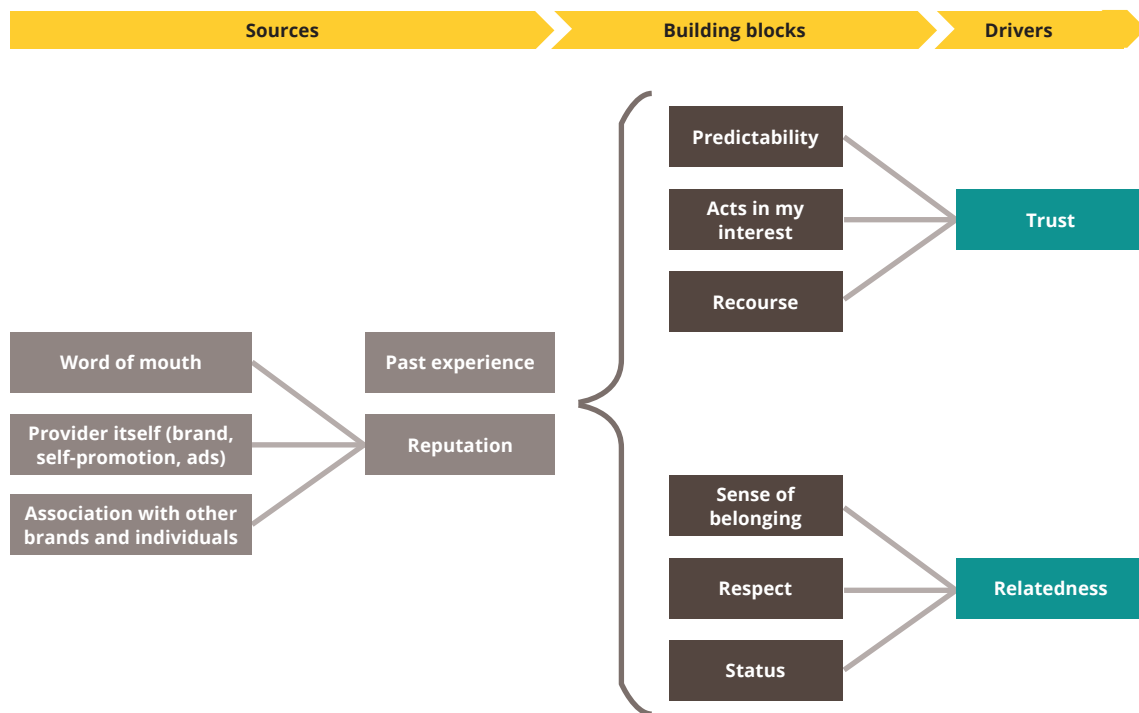 Sources
Building blocks
Drivers
Predictability
Acts in my
interest
Recourse
Trust
Word of mouth
Provider itself (brand,
self-promotion, ads)
Association with other
brands and individuals
Past experience
Reputation
Sense of
belonging
Respect
Status
Relatedness